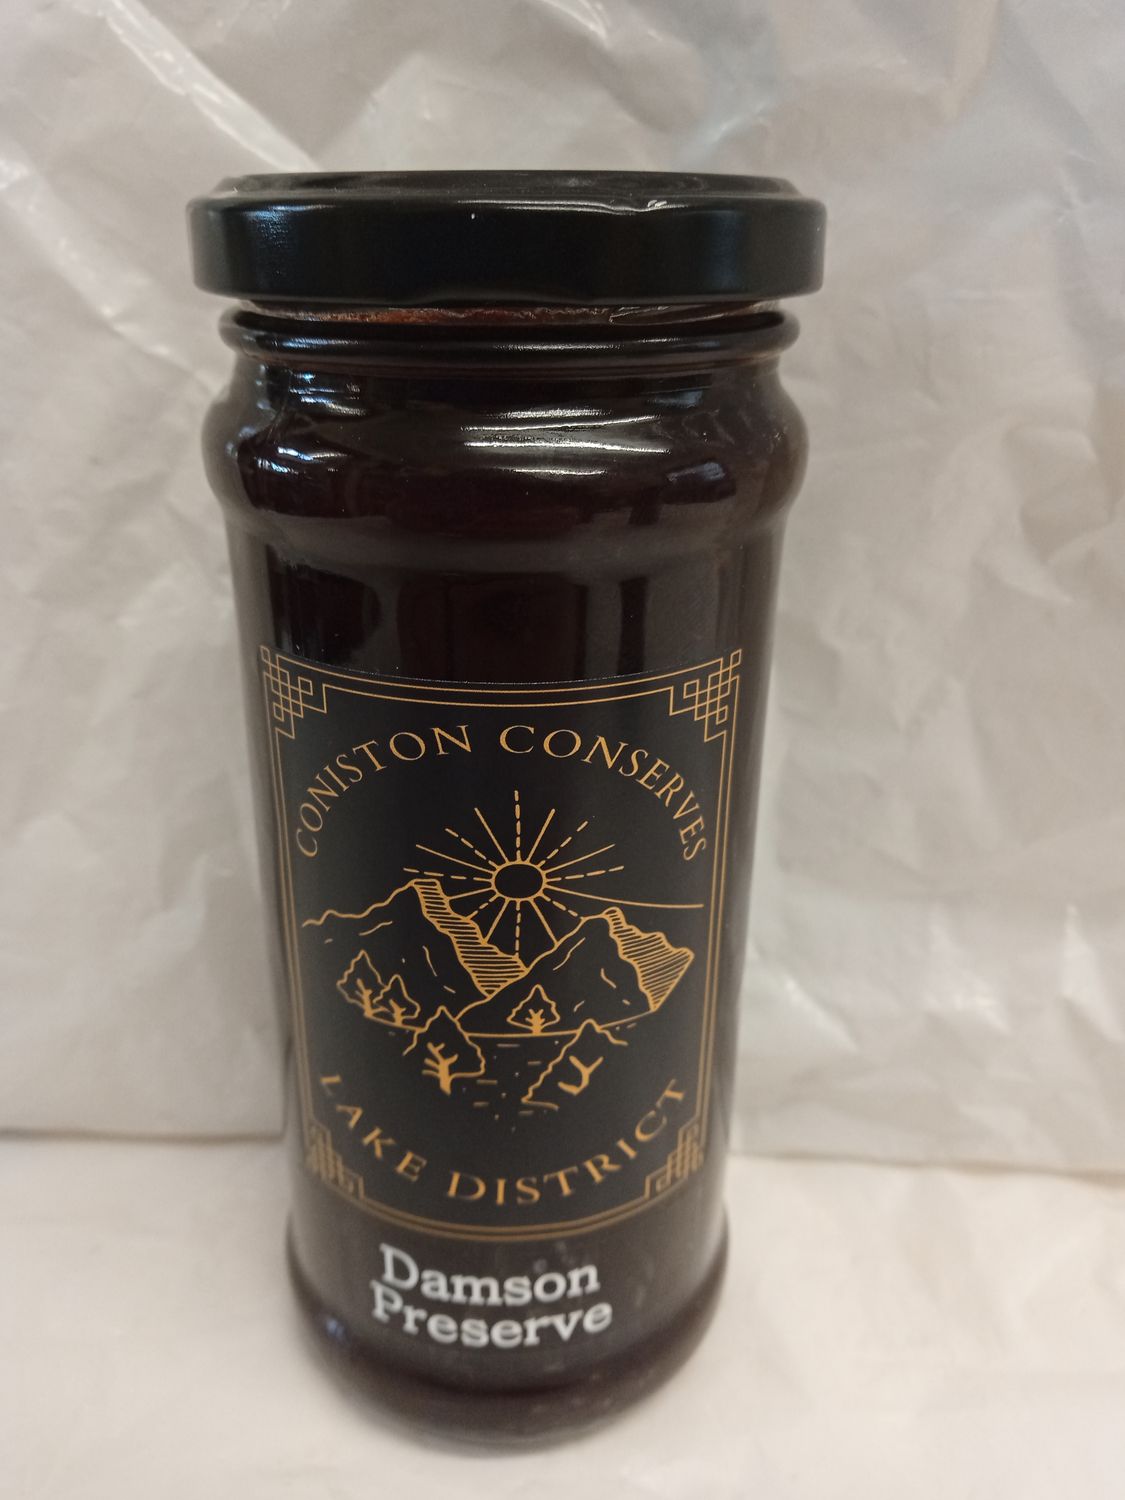 CONISTON CONSERVES
LAKE DISTRICT
Damson
Preserve